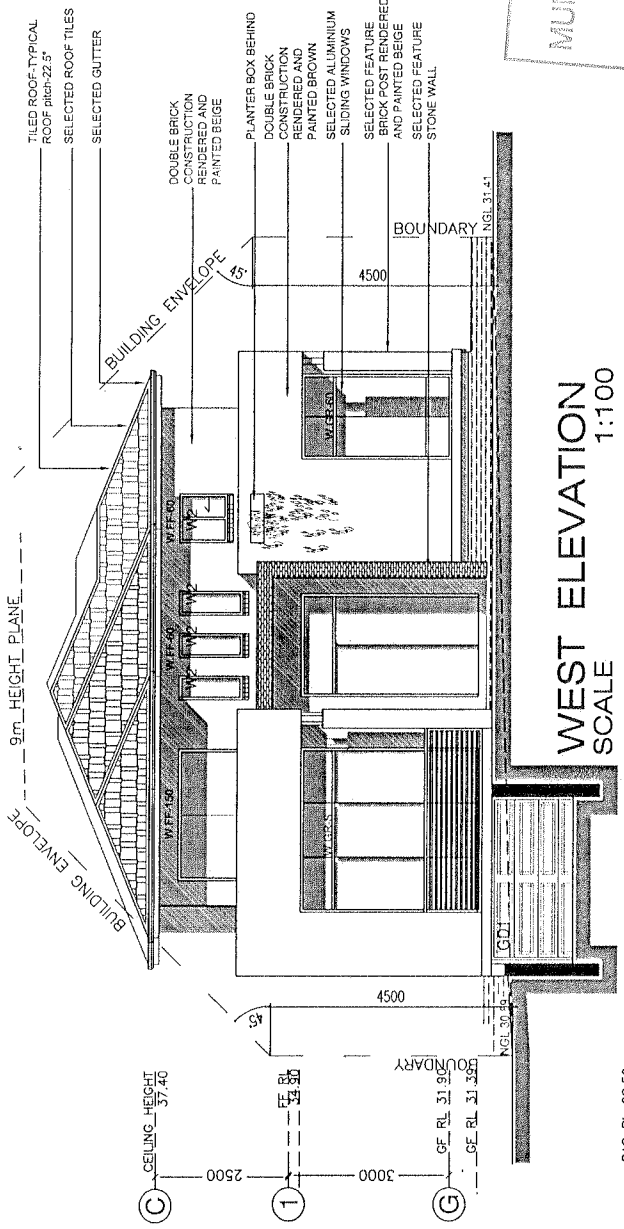 TILED ROOF-TYPICAL
ROOF pitch-22.5°
SELECTED ROOF TILES
SELECTED GUTTER
DOUBLE BRICK
CONSTRUCTION
RENDERED AND
PAINTED BEIGE
PLANTER BOX BEHIND
DOUBLE BRICK
CONSTRUCTION
RENDERED AND
PAINTED BROWN
SELECTED ALUMINIUM
SLIDING WINDOWS
SELECTED FEATURE
BRICK POST RENDERED
AND PAINTED BEIGE
SELECTED FEATURE
STONE WALL
9m HEIGHT PLANE
BUILDING ENVELOPE
BUILDING ENVELOPE
45°
45°
4500
4500
BOUNDARY
BOUNDARY
NGL 31.41
W.FF-150
W.FF-60
W.FF-60
W2
W2
W2
W2
W.GR.S
W.GR-60
GD1
CEILING HEIGHT
37.40
FF RL
34.90
GF RL 31.90
GF RL 31.39
C
1
G
2500
3000
WEST ELEVATION
SCALE 1:100